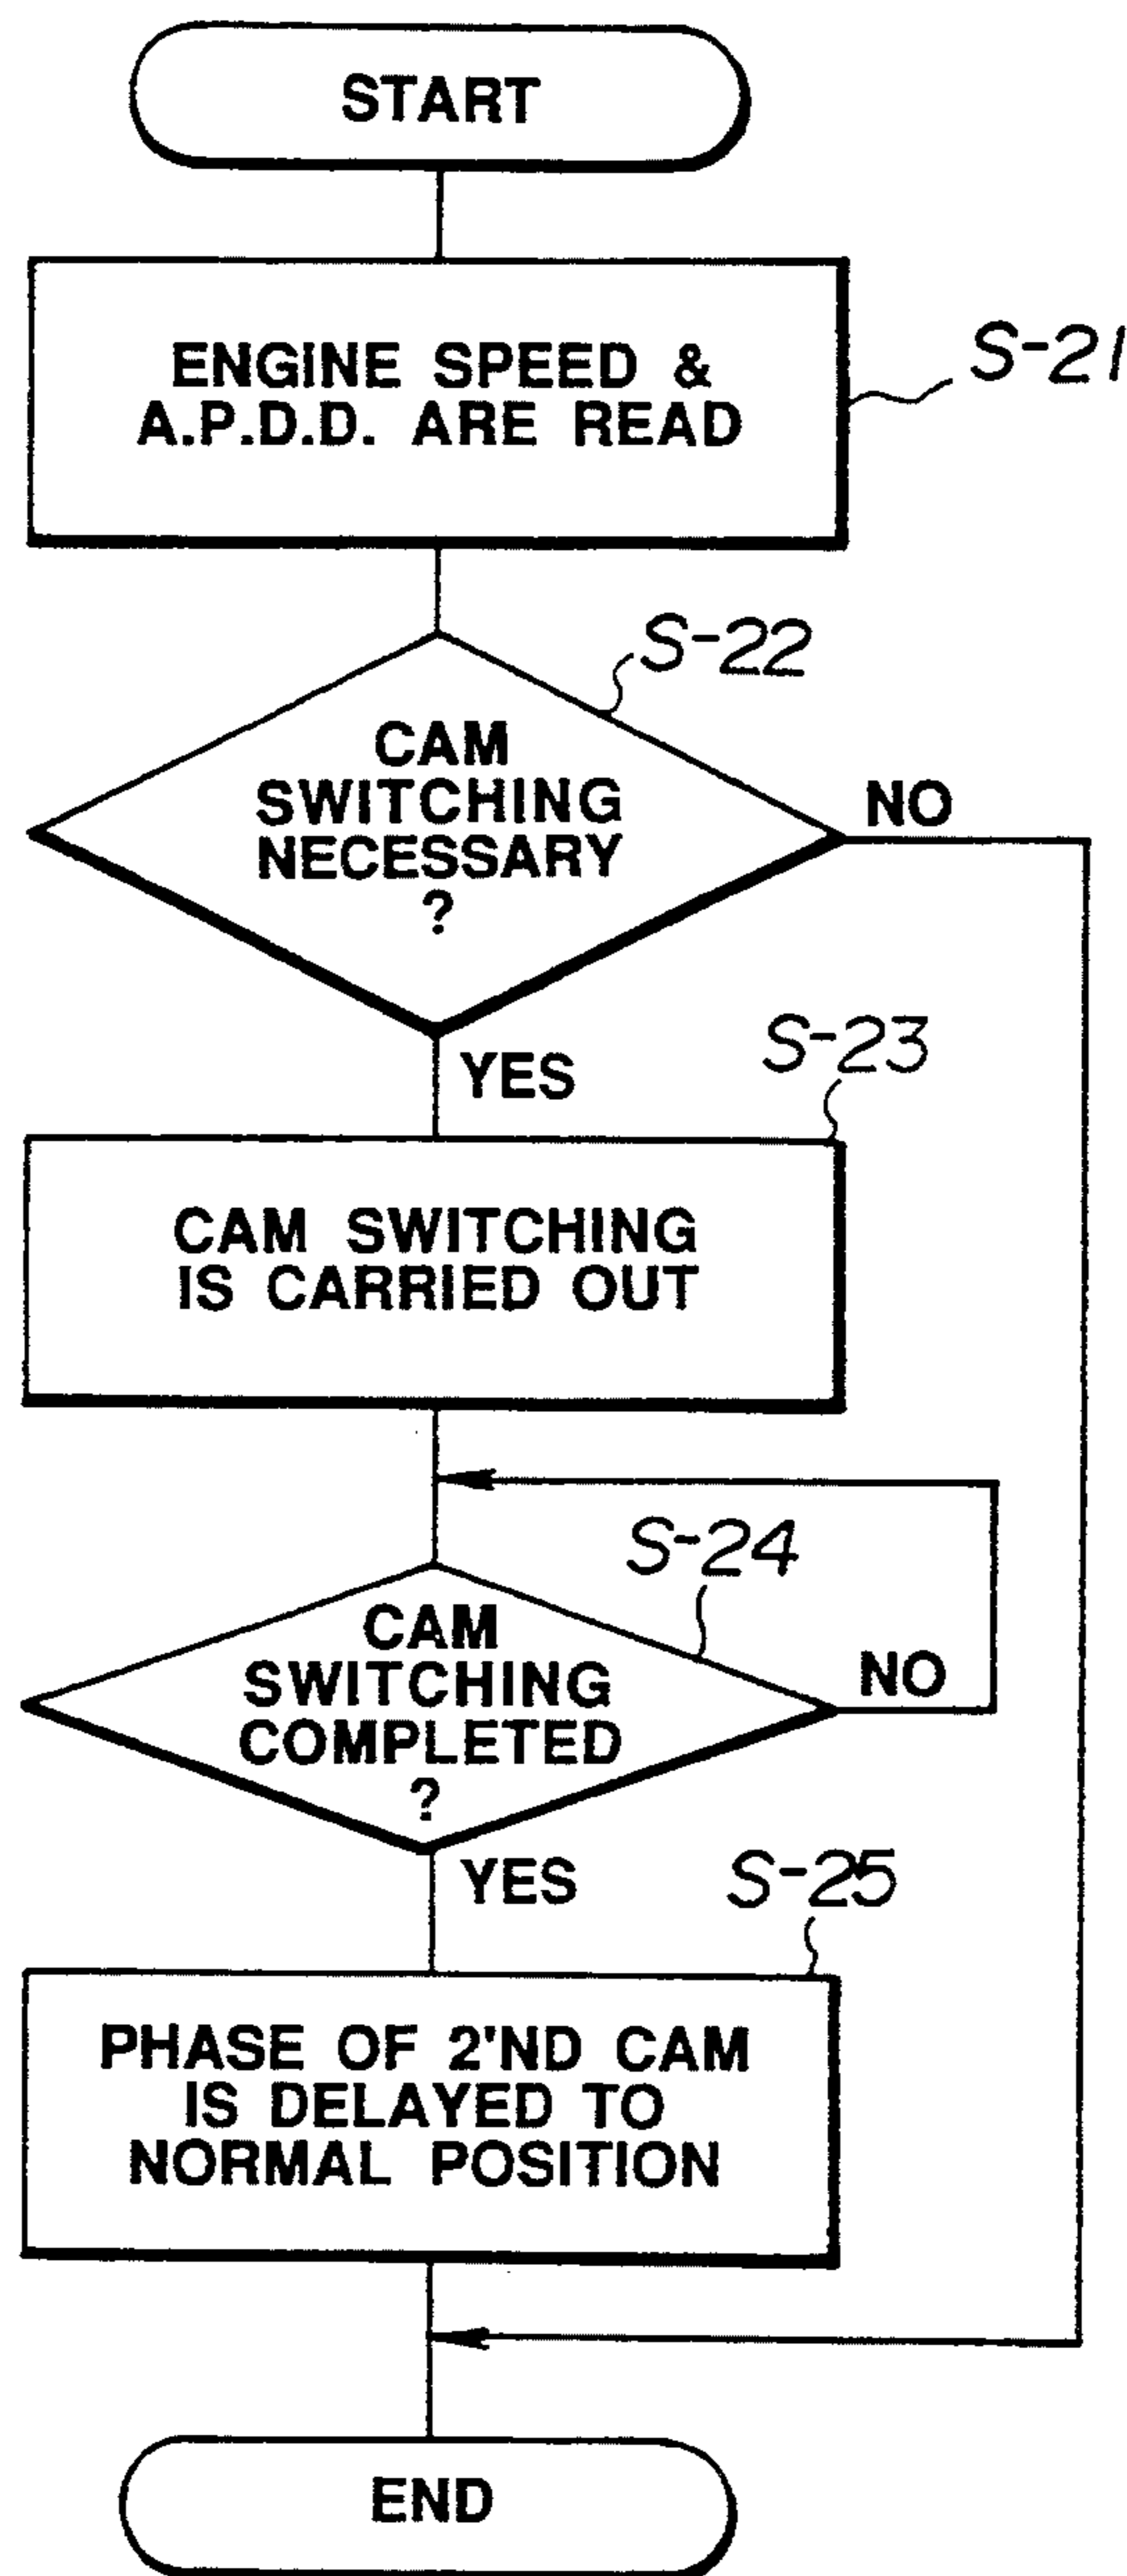 START
ENGINE SPEED &
A.P.D.D. ARE READ
S-21
S-22
CAM
SWITCHING
NECESSARY
?
NO
YES
S-23
CAM SWITCHING
IS CARRIED OUT
S-24
CAM
SWITCHING
COMPLETED
?
NO
YES
S-25
PHASE OF 2'ND CAM
IS DELAYED TO
NORMAL POSITION
END